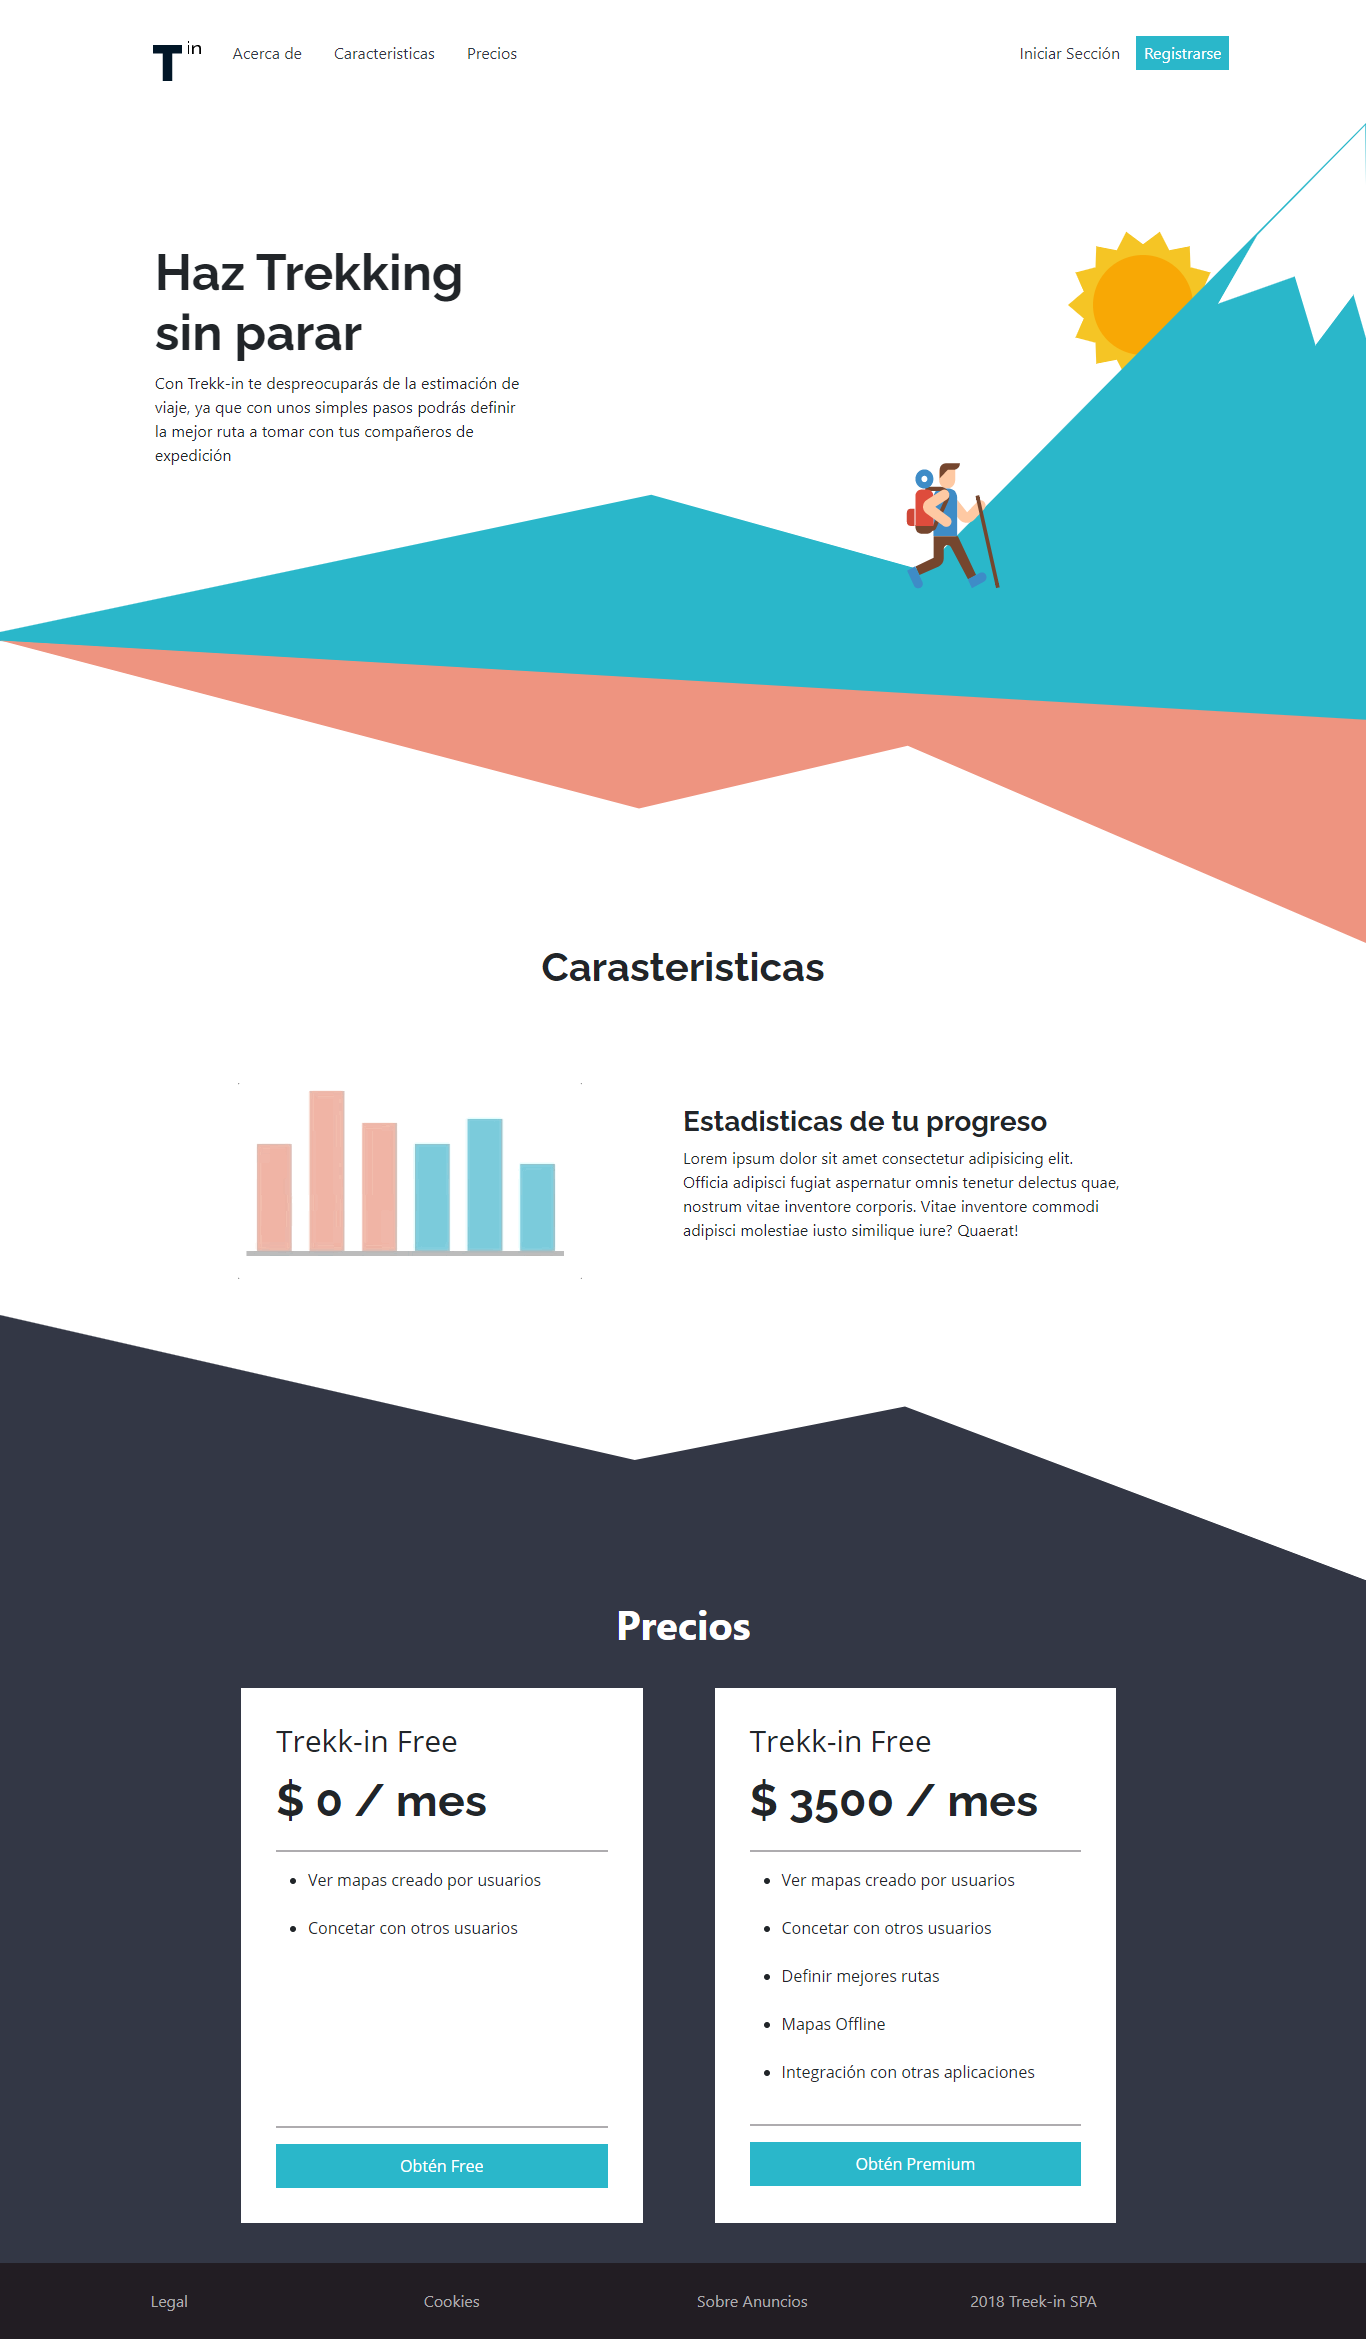 T in
Acerca de
Caracteristicas
Precios
Iniciar Sección
Registrarse
Haz Trekking
sin parar
Con Trekk-in te despreocuparás de la estimación de
viaje, ya que con unos simples pasos podrás definir
la mejor ruta a tomar con tus compañeros de
expedición
Carasteristicas
Estadisticas de tu progreso
Lorem ipsum dolor sit amet consectetur adipisicing elit.
Officia adipisci fugiat aspernatur omnis tenetur delectus quae,
nostrum vitae inventore corporis. Vitae inventore commodi
adipisci molestiae iusto similique iure? Quaerat!
Precios
Trekk-in Free
$ 0 / mes
Ver mapas creado por usuarios
Concetar con otros usuarios
Obtén Free
Trekk-in Free
$ 3500 / mes
Ver mapas creado por usuarios
Concetar con otros usuarios
Definir mejores rutas
Mapas Offline
Integración con otras aplicaciones
Obtén Premium
Legal
Cookies
Sobre Anuncios
2018 Treek-in SPA